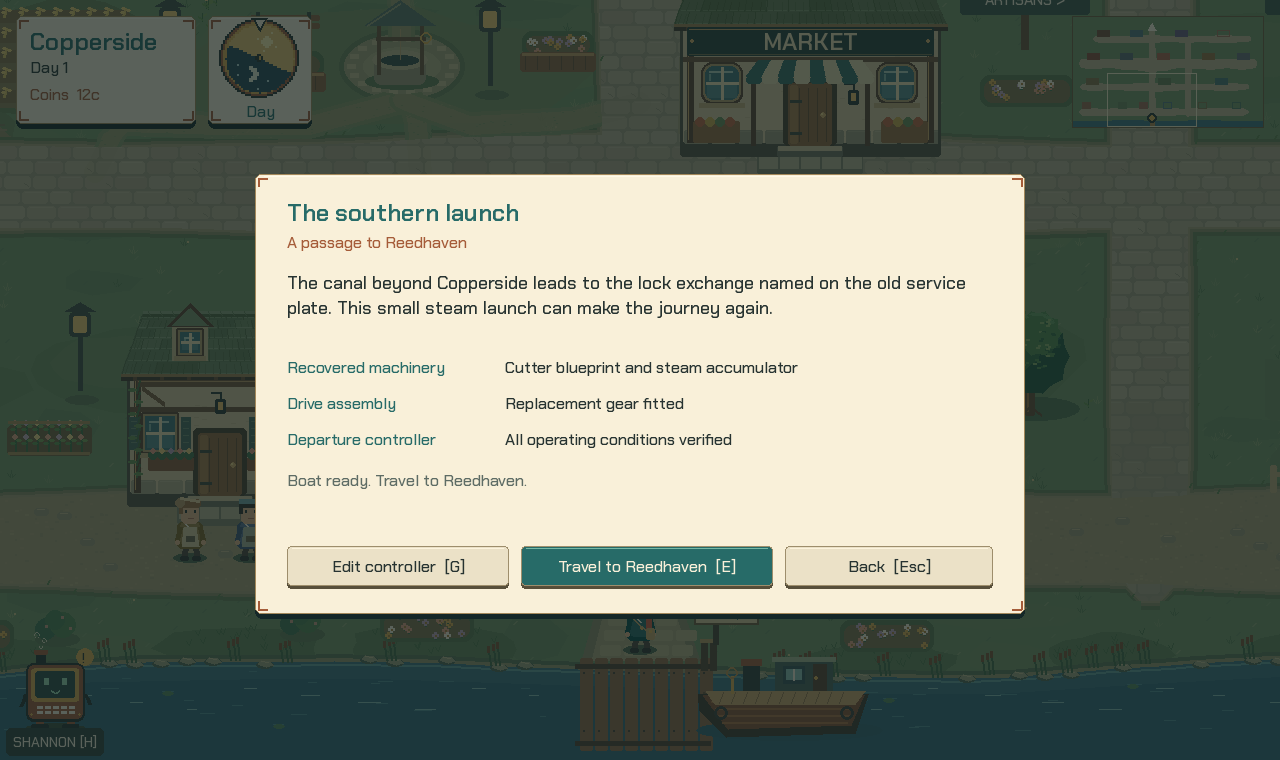 Copperside
Day 1
Coins 12c
Day
MARKET
ARTISANS >
The southern launch
A passage to Reedhaven
The canal beyond Copperside leads to the lock exchange named on the old service
plate. This small steam launch can make the journey again.
Recovered machinery Cutter blueprint and steam accumulator
Drive assembly Replacement gear fitted
Departure controller All operating conditions verified
Boat ready. Travel to Reedhaven.
Edit controller [G] Travel to Reedhaven [E] Back [Esc]
!
SHANNON [H]